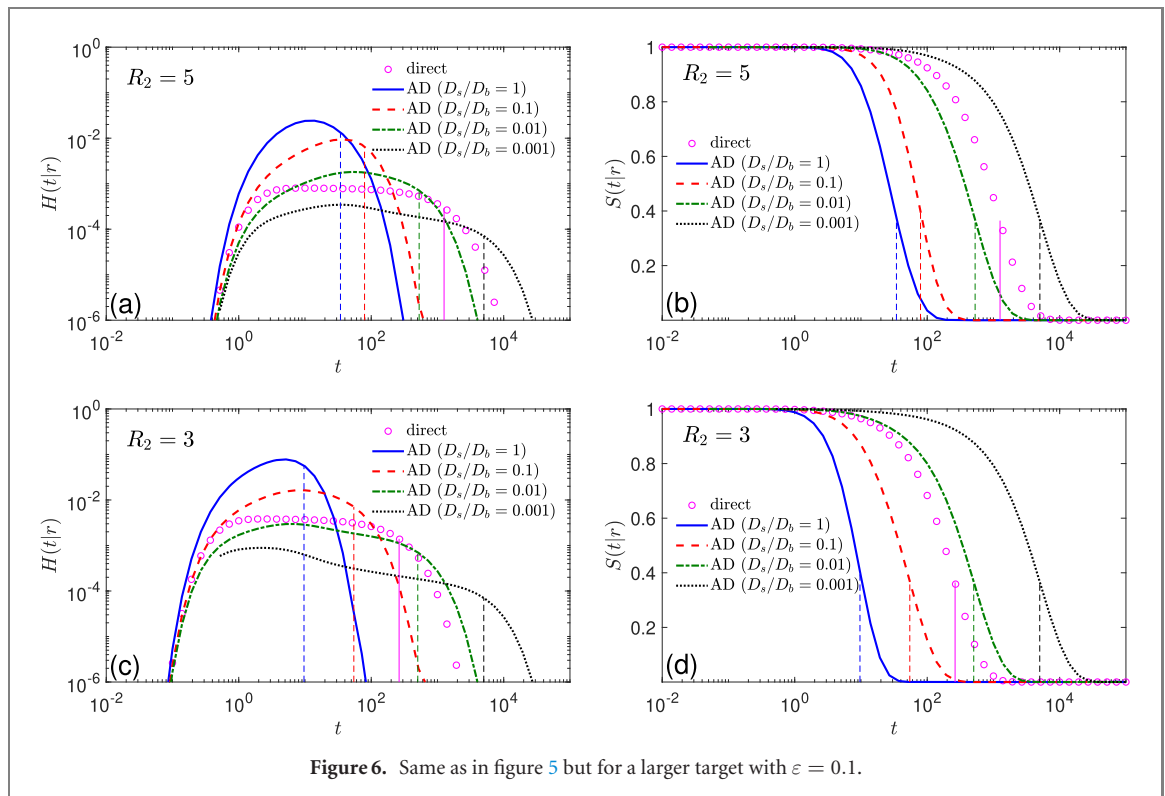 10^0
10^-2
10^-4
10^-6
H(t|r)
R_2 = 5
direct
AD (D_s/D_b = 1)
AD (D_s/D_b = 0.1)
AD (D_s/D_b = 0.01)
AD (D_s/D_b = 0.001)
(a)
10^-2 10^0 10^2 10^4
t
1
0.8
0.6
0.4
0.2
S(t|r)
R_2 = 5
direct
AD (D_s/D_b = 1)
AD (D_s/D_b = 0.1)
AD (D_s/D_b = 0.01)
AD (D_s/D_b = 0.001)
(b)
10^-2 10^0 10^2 10^4
t
10^0
10^-2
10^-4
10^-6
H(t|r)
R_2 = 3
direct
AD (D_s/D_b = 1)
AD (D_s/D_b = 0.1)
AD (D_s/D_b = 0.01)
AD (D_s/D_b = 0.001)
(c)
10^-2 10^0 10^2 10^4
t
1
0.8
0.6
0.4
0.2
S(t|r)
R_2 = 3
direct
AD (D_s/D_b = 1)
AD (D_s/D_b = 0.1)
AD (D_s/D_b = 0.01)
AD (D_s/D_b = 0.001)
(d)
10^-2 10^0 10^2 10^4
t
Figure 6. Same as in figure 5 but for a larger target with ε = 0.1.